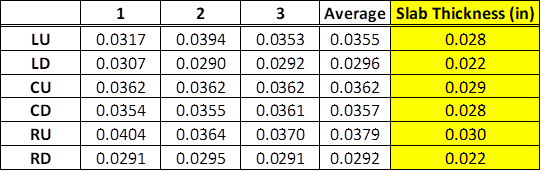 1 2 3 Average Slab Thickness (in)
LU 0.0317 0.0394 0.0353 0.0355 0.028
LD 0.0307 0.0290 0.0292 0.0296 0.022
CU 0.0362 0.0362 0.0362 0.0362 0.029
CD 0.0354 0.0355 0.0361 0.0357 0.028
RU 0.0404 0.0364 0.0370 0.0379 0.030
RD 0.0291 0.0295 0.0291 0.0292 0.022